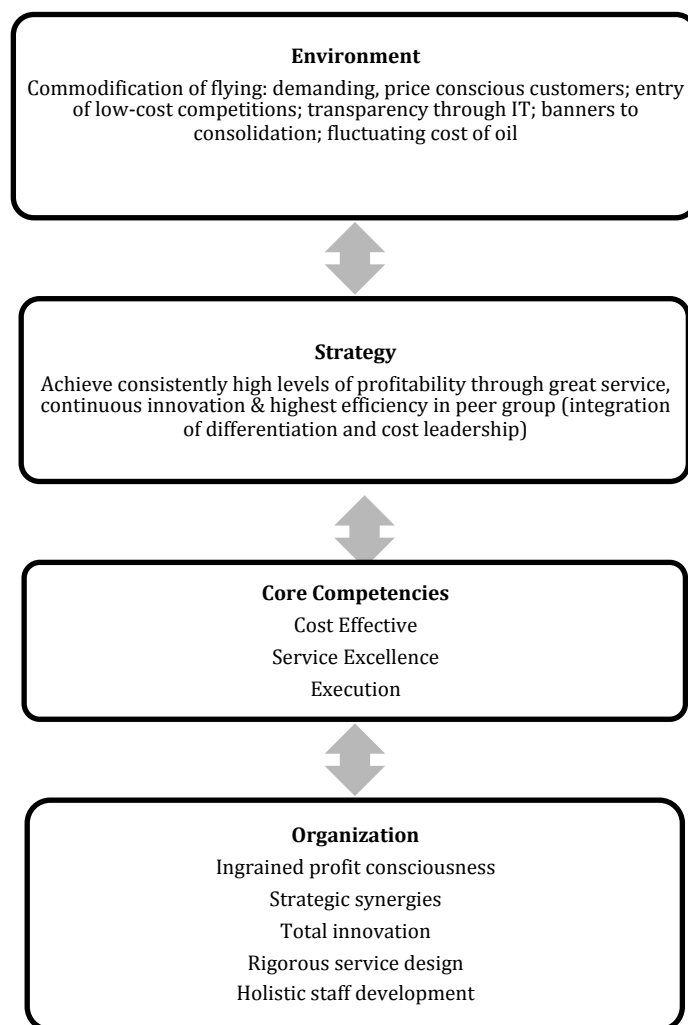 Environment
Commodification of flying: demanding, price conscious customers; entry
of low-cost competitions; transparency through IT; banners to
consolidation; fluctuating cost of oil
Strategy
Achieve consistently high levels of profitability through great service,
continuous innovation & highest efficiency in peer group (integration
of differentiation and cost leadership)
Core Competencies
Cost Effective
Service Excellence
Execution
Organization
Ingrained profit consciousness
Strategic synergies
Total innovation
Rigorous service design
Holistic staff development